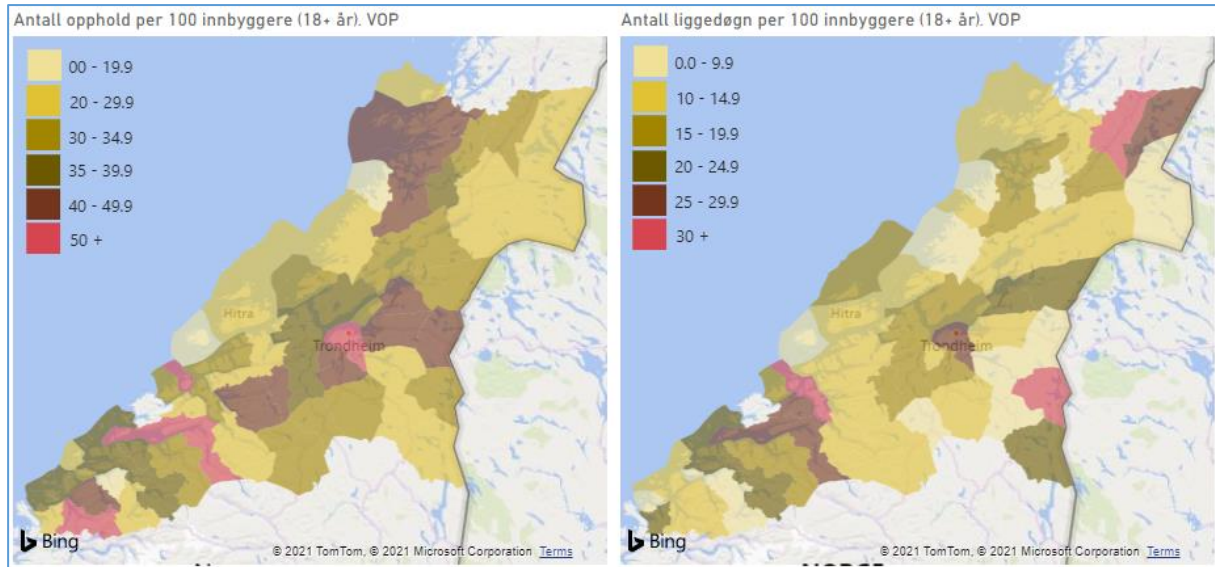 Antall opphold per 100 innbyggere (18+ år). VOP
00 - 19.9
20 - 29.9
30 - 34.9
35 - 39.9
40 - 49.9
50 +
Hitra
Trondheim
Bing
© 2021 TomTom, © 2021 Microsoft Corporation Terms
Antall liggedøgn per 100 innbyggere (18+ år). VOP
0.0 - 9.9
10 - 14.9
15 - 19.9
20 - 24.9
25 - 29.9
30 +
Hitra
Trondheim
Bing
© 2021 TomTom, © 2021 Microsoft Corporation Terms